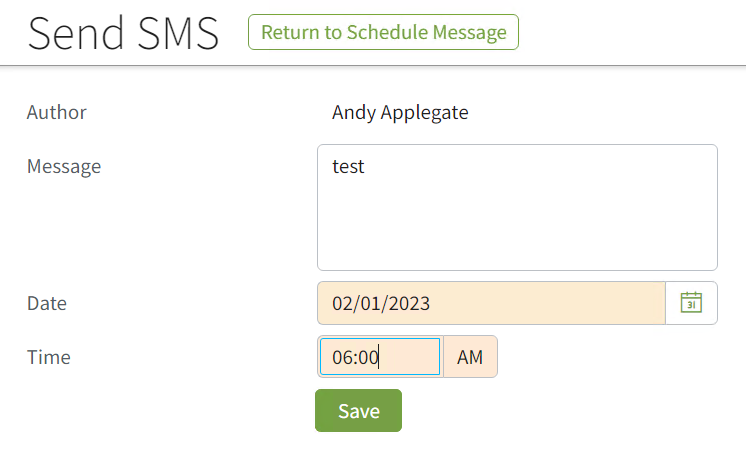 Send SMS Return to Schedule Message
Author Andy Applegate
Message test
Date 02/01/2023 31
Time 06:00 AM
Save